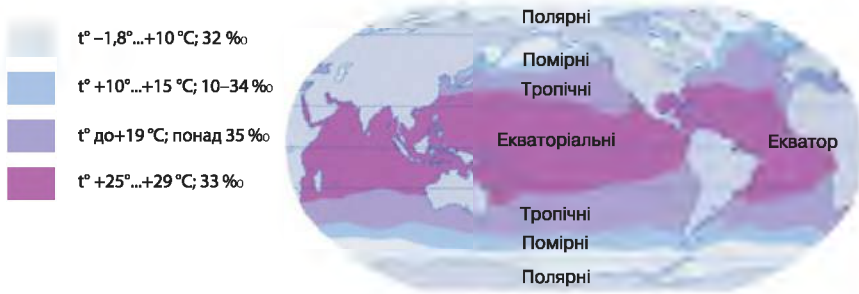 t° –1,8°...+10 °C; 32 ‰
t° +10°...+15 °C; 10–34 ‰
t° до+19 °C; понад 35 ‰
t° +25°...+29 °C; 33 ‰
Полярні
Помірні
Тропічні
Екваторіальні
Екватор
Тропічні
Помірні
Полярні